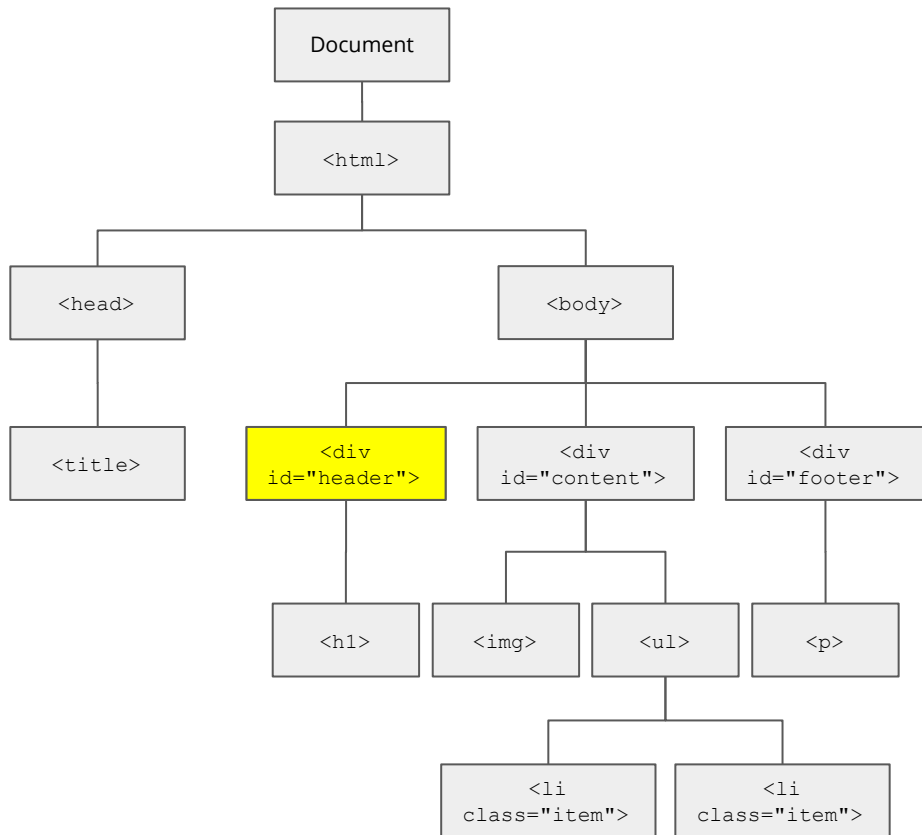 Document
<html>
<head>
<body>
<title>
<div
id="header">
<div
id="content">
<div
id="footer">
<h1>
<img>
<ul>
<p>
<li
class="item">
<li
class="item">